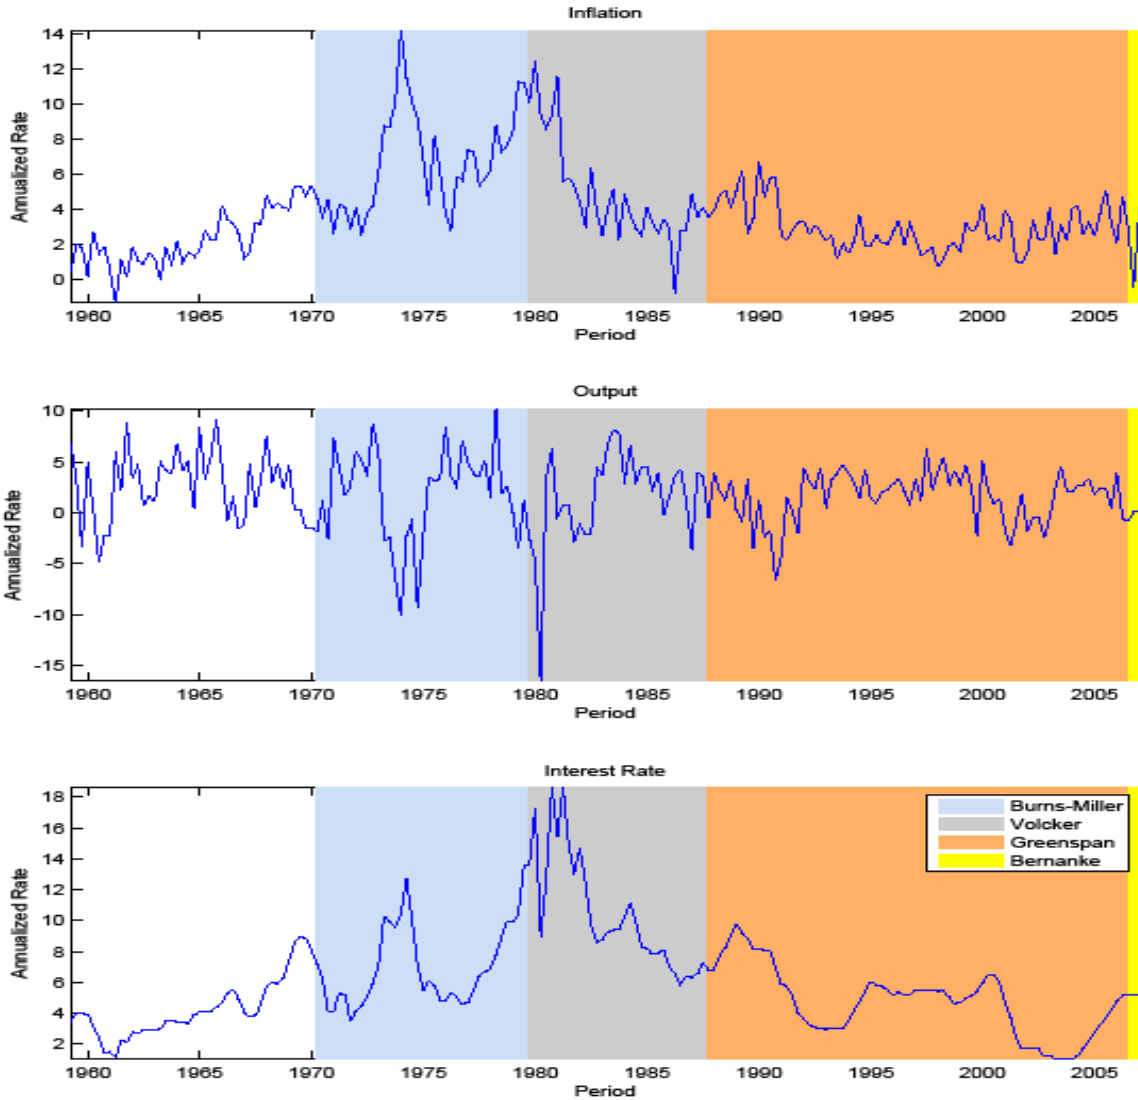 Inflation
14
12
10
8
6
4
2
0
Annualized Rate
1960 1965 1970 1975 1980 1985 1990 1995 2000 2005
Period
Output
10
5
0
-5
-10
-15
Annualized Rate
1960 1965 1970 1975 1980 1985 1990 1995 2000 2005
Period
Interest Rate
18
16
14
12
10
8
6
4
2
Annualized Rate
Burns-Miller
Volcker
Greenspan
Bernanke
1960 1965 1970 1975 1980 1985 1990 1995 2000 2005
Period